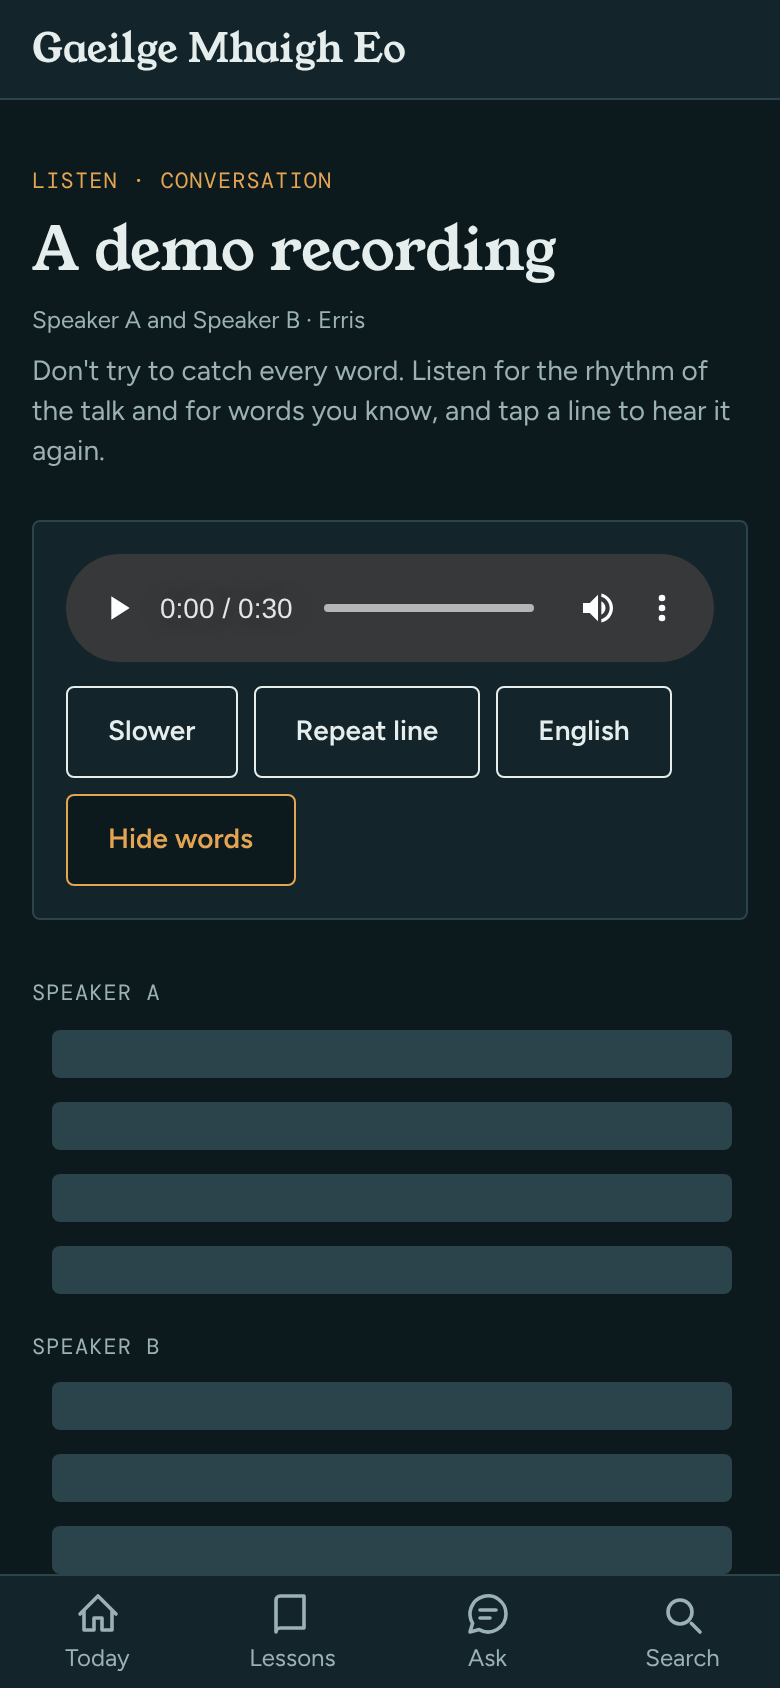 Gaeilge Mhaigh Eo
LISTEN · CONVERSATION
A demo recording
Speaker A and Speaker B · Erris
Don't try to catch every word. Listen for the rhythm of
the talk and for words you know, and tap a line to hear it
again.
0:00 / 0:30
Slower
Repeat line
English
Hide words
SPEAKER A
SPEAKER B
Today
Lessons
Ask
Search